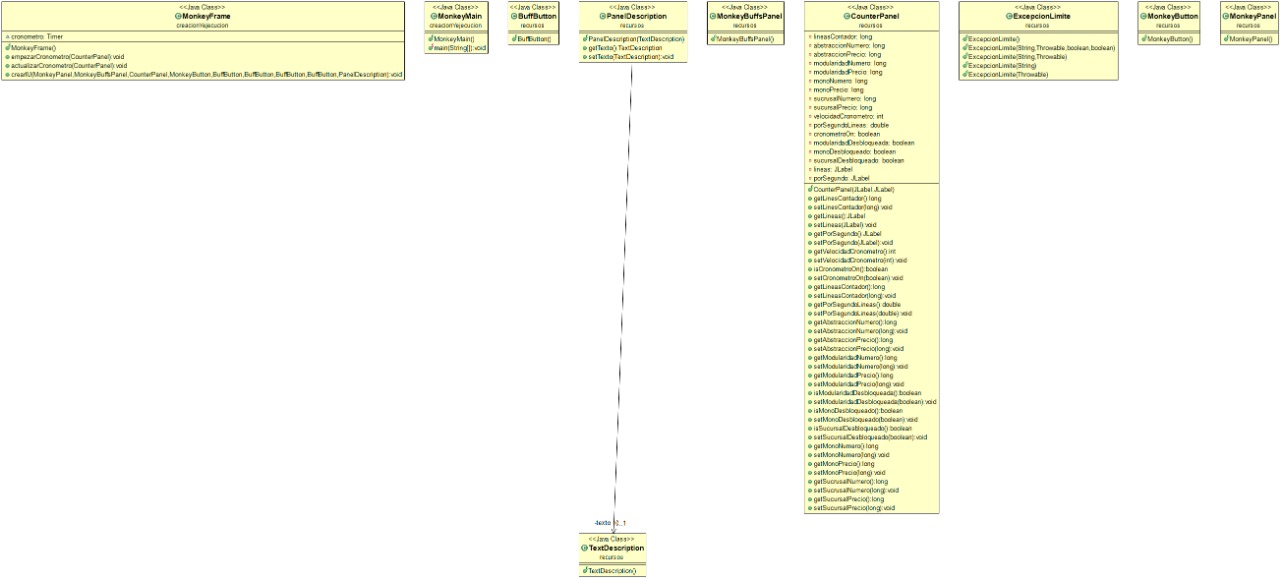 <<Java Class>>
MonkeyFrame
creacionYejecucion
cronometro: Timer
MonkeyFrame()
empezarCronometro(CounterPanel):void
actualizarCronometro(CounterPanel):void
crearUI(MonkeyPanel,MonkeyBuffsPanel,CounterPanel,MonkeyButton,BuffButton,BuffButton,BuffButton,BuffButton,PanelDescription):void
<<Java Class>>
MonkeyMain
creacionYejecucion
MonkeyMain()
main(String[]):void
<<Java Class>>
BuffButton
recursos
BuffButton()
<<Java Class>>
PanelDescription
recursos
PanelDescription(TextDescription)
getTexto():TextDescription
setTexto(TextDescription):void
<<Java Class>>
MonkeyBuffsPanel
recursos
MonkeyBuffsPanel()
<<Java Class>>
CounterPanel
recursos
lineasContador: long
abstraccionNumero: long
abstraccionPrecio: long
modularidadNumero: long
modularidadPrecio: long
monoNumero: long
monoPrecio: long
sucrusalNumero: long
sucursalPrecio: long
velocidadCronometro: int
porSegundoLineas: double
cronometroOn: boolean
modularidadDesbloqueada: boolean
monoDesbloqueado: boolean
sucursalDesbloqueado: boolean
lineas: JLabel
porSegundo: JLabel
CounterPanel(JLabel,JLabel)
getLinesContador():long
setLinesContador(long):void
getLineas():JLabel
setLineas(JLabel):void
getPorSegundo():JLabel
setPorSegundo(JLabel):void
getVelocidadCronometro():int
setVelocidadCronometro(int):void
isCronometroOn():boolean
setCronometroOn(boolean):void
getLineasContador():long
setLineasContador(long):void
getPorSegundoLineas():double
setPorSegundoLineas(double):void
getAbstraccionNumero():long
setAbstraccionNumero(long):void
getAbstraccionPrecio():long
setAbstraccionPrecio(long):void
getModularidadNumero():long
setModularidadNumero(long):void
getModularidadPrecio():long
setModularidadPrecio(long):void
isModularidadDesbloqueada():boolean
setModularidadDesbloqueada(boolean):void
isMonoDesbloqueado():boolean
setMonoDesbloqueado(boolean):void
isSucursalDesbloqueado():boolean
setSucursalDesbloqueado(boolean):void
getMonoNumero():long
setMonoNumero(long):void
getMonoPrecio():long
setMonoPrecio(long):void
getSucrusalNumero():long
setSucrusalNumero(long):void
getSucursalPrecio():long
setSucursalPrecio(long):void
<<Java Class>>
ExcepcionLimite
recursos
ExcepcionLimite()
ExcepcionLimite(String,Throwable,boolean,boolean)
ExcepcionLimite(String,Throwable)
ExcepcionLimite(String)
ExcepcionLimite(Throwable)
<<Java Class>>
MonkeyButton
recursos
MonkeyButton()
<<Java Class>>
MonkeyPanel
recursos
MonkeyPanel()
-texto 0..1
<<Java Class>>
TextDescription
recursos
TextDescription()